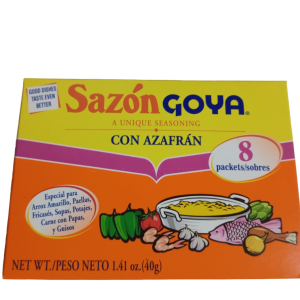 GOOD DISHES
TASTE EVEN
BETTER
Sazón GOYA®
A UNIQUE SEASONING
CON AZAFRÁN
8
packets/sobres
Especial para
Arroz Amarillo, Paellas,
Fricasés, Sopas, Potajes,
Carne con Papas,
y Guisos
NET WT./PESO NETO 1.41 oz.(40g)